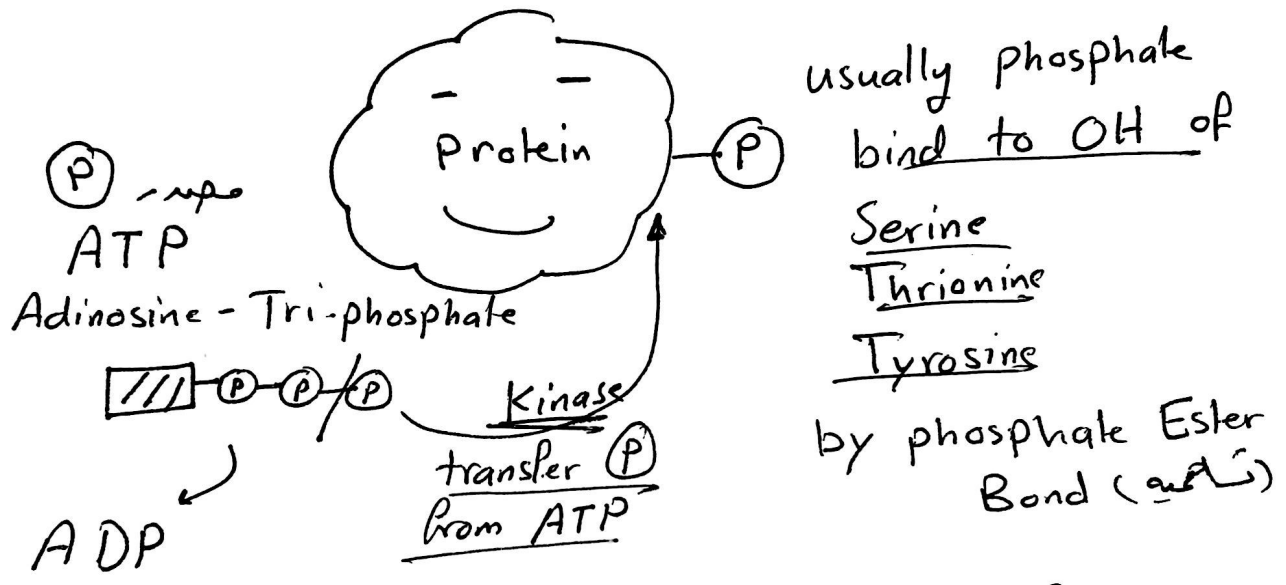 Protein
P
P
ATP
Adinosine - Tri-phosphate
P P P
Kinase
transfer P
from ATP
ADP
usually phosphate
bind to OH of
Serine
Thrionine
Tyrosine
by phosphate Ester
Bond